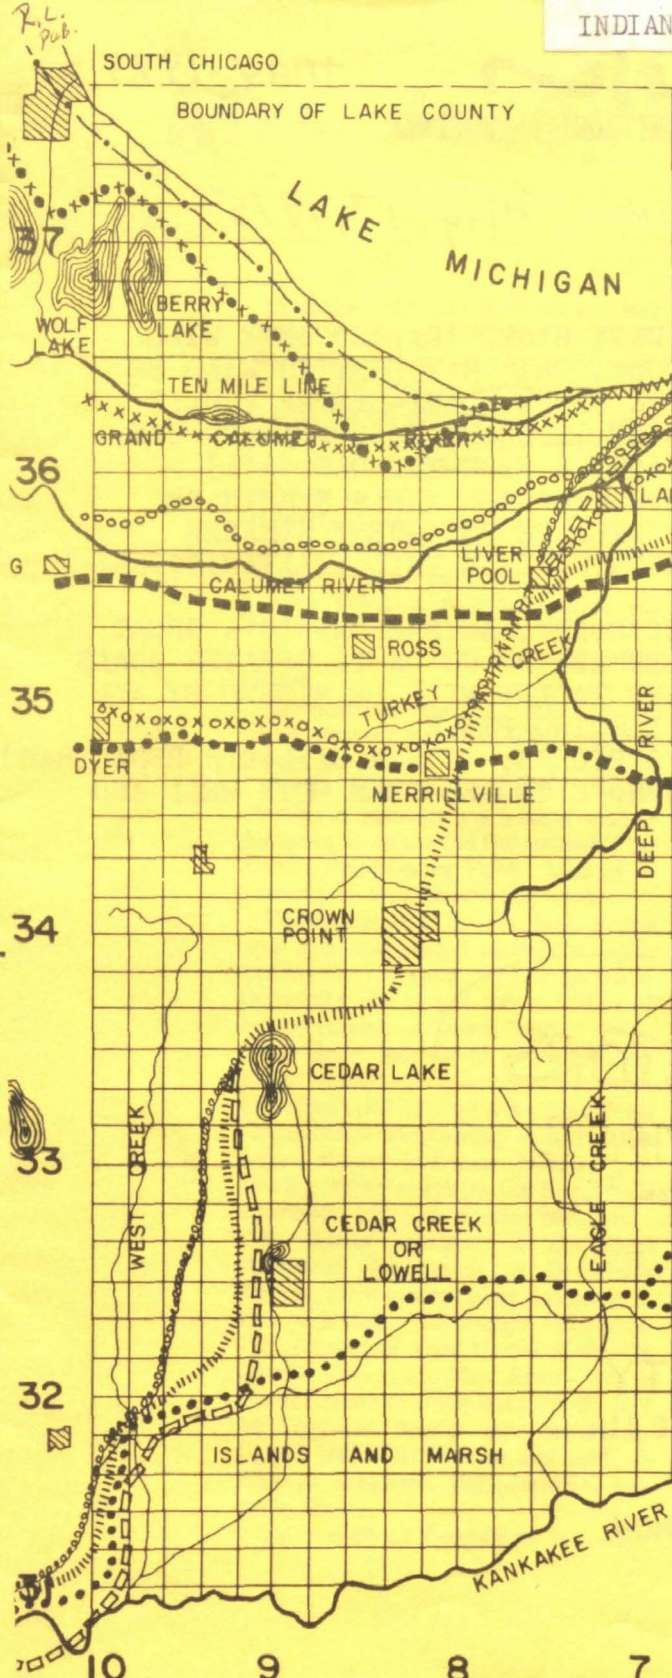 R.L.
Pub.
INDIAN
SOUTH CHICAGO
BOUNDARY OF LAKE COUNTY
LAKE
MICHIGAN
37
BERRY
LAKE
WOLF
LAKE
TEN MILE LINE
GRAND CALUMET RIVER
36
LA
LIVER
POOL
G
CALUMET RIVER
ROSS
CREEK
TURKEY
35
DEEP RIVER
DYER
MERRILLVILLE
CROWN
POINT
34
CEDAR LAKE
33
WEST CREEK
EAGLE CREEK
CEDAR CREEK
OR
LOWELL
32
ISLANDS AND MARSH
KANKAKEE RIVER
10 9 8 7